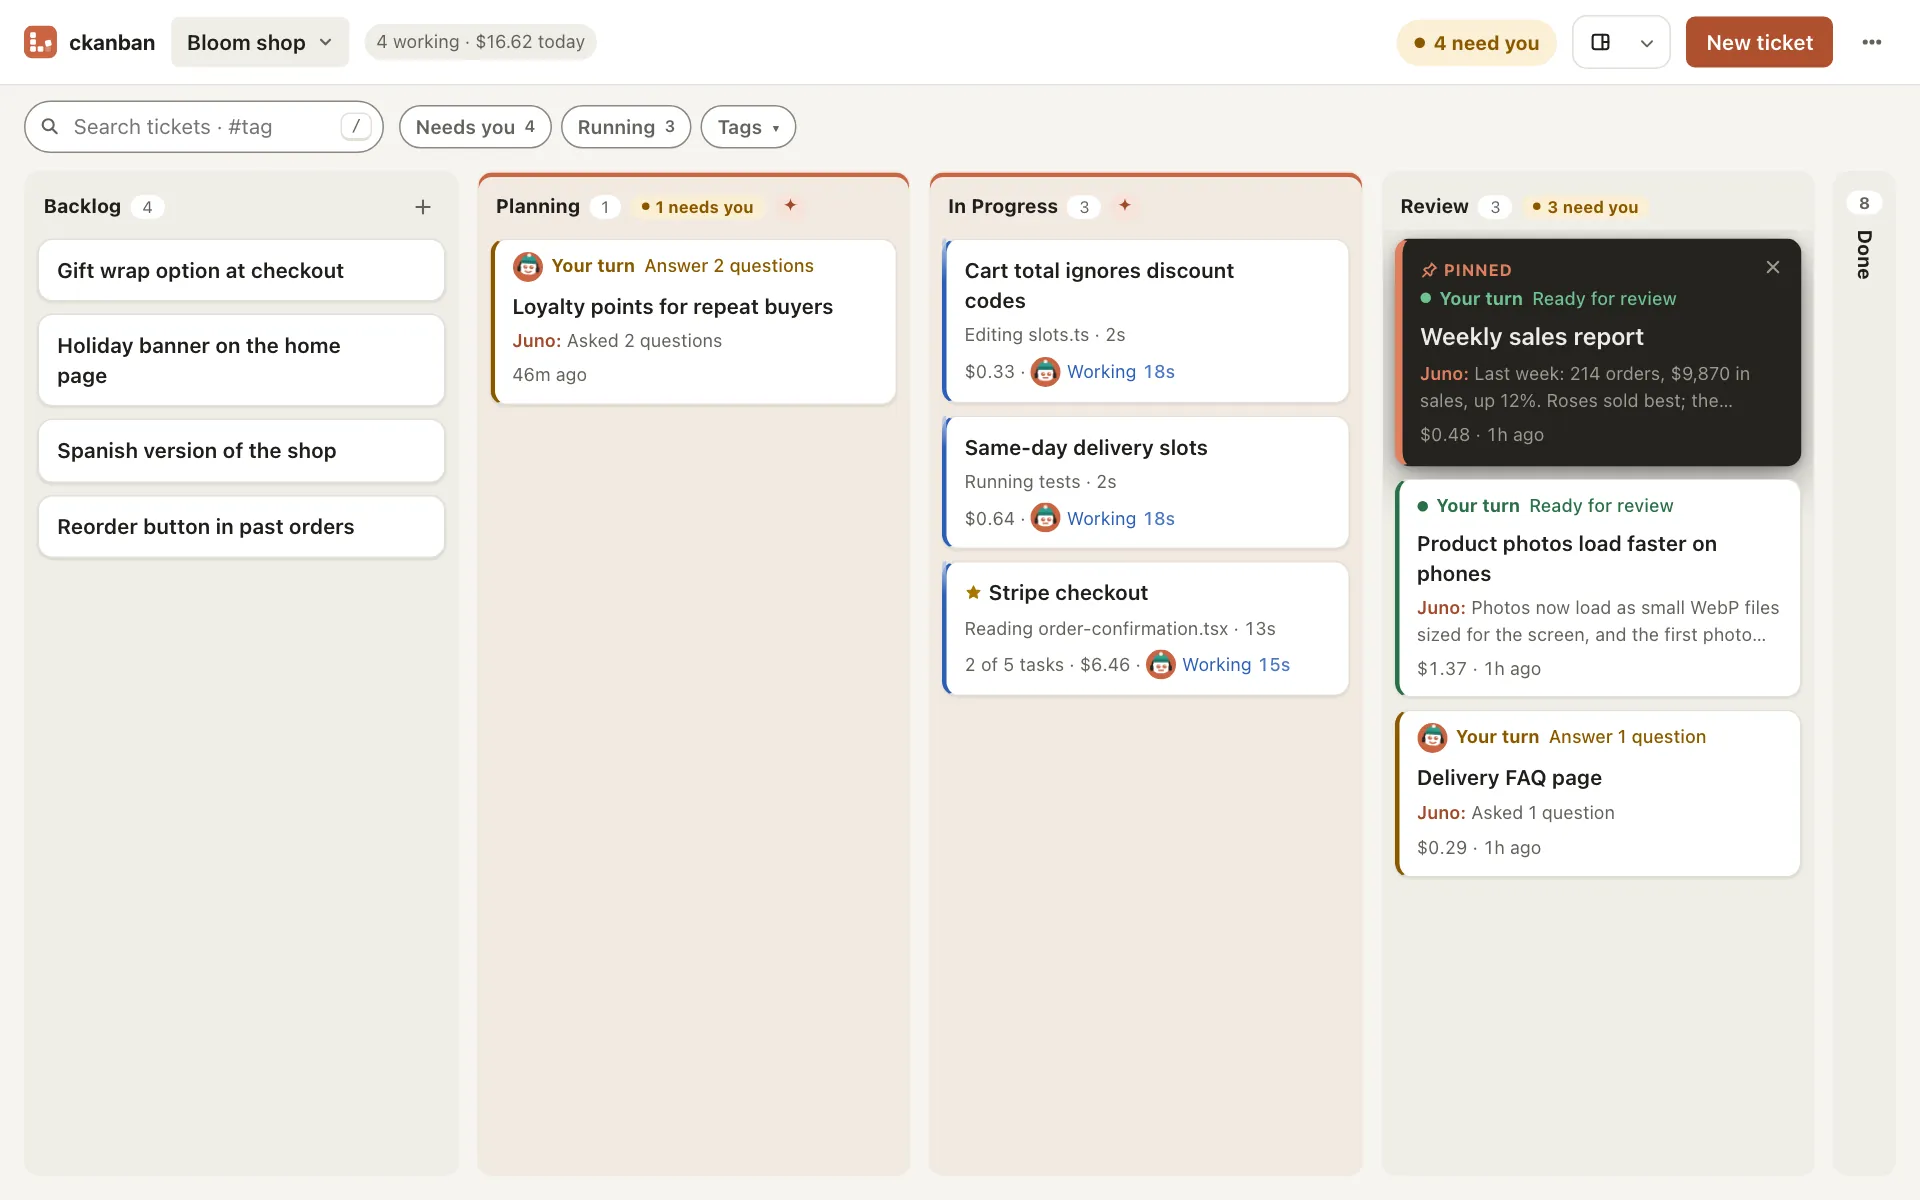 ckanban
Bloom shop
4 working · $16.62 today
4 need you
New ticket
Search tickets · #tag
/
Needs you 4
Running 3
Tags
Backlog 4
Gift wrap option at checkout
Holiday banner on the home
page
Spanish version of the shop
Reorder button in past orders
Planning 1
1 needs you
Your turn Answer 2 questions
Loyalty points for repeat buyers
Juno: Asked 2 questions
46m ago
In Progress 3
Cart total ignores discount
codes
Editing slots.ts · 2s
$0.33 · Working 18s
Same-day delivery slots
Running tests · 2s
$0.64 · Working 18s
Stripe checkout
Reading order-confirmation.tsx · 13s
2 of 5 tasks · $6.46 · Working 15s
Review 3
3 need you
PINNED
Your turn Ready for review
Weekly sales report
Juno: Last week: 214 orders, $9,870 in
sales, up 12%. Roses sold best; the…
$0.48 · 1h ago
Your turn Ready for review
Product photos load faster on
phones
Juno: Photos now load as small WebP files
sized for the screen, and the first photo…
$1.37 · 1h ago
Your turn Answer 1 question
Delivery FAQ page
Juno: Asked 1 question
$0.29 · 1h ago
8
Done